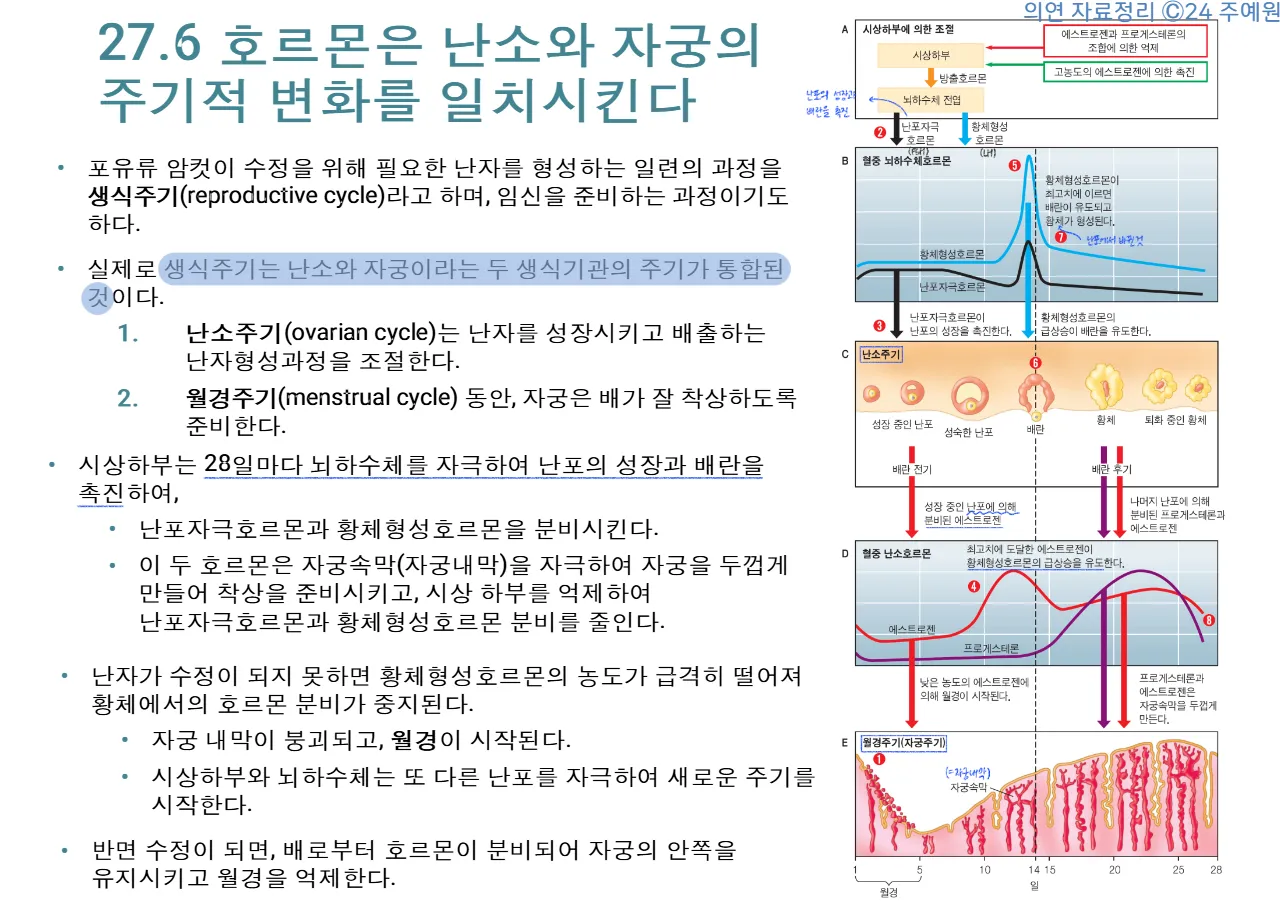 의연 자료정리 Ⓒ24 주예원
27.6 호르몬은 난소와 자궁의
주기적 변화를 일치시킨다
• 포유류 암컷이 수정을 위해 필요한 난자를 형성하는 일련의 과정을
생식주기(reproductive cycle)라고 하며, 임신을 준비하는 과정이기도
하다.
• 실제로 생식주기는 난소와 자궁이라는 두 생식기관의 주기가 통합된
것이다.
1. 난소주기(ovarian cycle)는 난자를 성장시키고 배출하는
난자형성과정을 조절한다.
2. 월경주기(menstrual cycle) 동안, 자궁은 배가 잘 착상하도록
준비한다.
• 시상하부는 28일마다 뇌하수체를 자극하여 난포의 성장과 배란을
촉진하여,
• 난포자극호르몬과 황체형성호르몬을 분비시킨다.
• 이 두 호르몬은 자궁속막(자궁내막)을 자극하여 자궁을 두껍게
만들어 착상을 준비시키고, 시상 하부를 억제하여
난포자극호르몬과 황체형성호르몬 분비를 줄인다.
• 난자가 수정이 되지 못하면 황체형성호르몬의 농도가 급격히 떨어져
황체에서의 호르몬 분비가 중지된다.
• 자궁 내막이 붕괴되고, 월경이 시작된다.
• 시상하부와 뇌하수체는 또 다른 난포를 자극하여 새로운 주기를
시작한다.
• 반면 수정이 되면, 배로부터 호르몬이 분비되어 자궁의 안쪽을
유지시키고 월경을 억제한다.
A 시상하부에 의한 조절
에스트로젠과 프로게스테론의
조합에 의한 억제
시상하부
고농도의 에스트로젠에 의한 촉진
방출호르몬
뇌하수체 전엽
난포의 성장과
배란을 촉진
2 난포자극
호르몬
(FSH)
황체형성
호르몬
(LH)
B 혈중 뇌하수체호르몬
5
황체형성호르몬이
최고치에 이르면
배란이 유도되고
황체가 형성된다.
7 난포에서 바뀐것
황체형성호르몬
난포자극호르몬
3 난포자극호르몬이
난포의 성장을 촉진한다.
황체형성호르몬의
급상승이 배란을 유도한다.
C 난소주기
6
성장 중인 난포
성숙한 난포
배란
황체
퇴화 중인 황체
배란 전기
배란 후기
성장 중인 난포에 의해
분비된 에스트로젠
나머지 난포에 의해
분비된 프로게스테론과
에스트로젠
D 혈중 난소호르몬
최고치에 도달한 에스트로젠이
황체형성호르몬의 급상승을 유도한다.
4
8
에스트로젠
프로게스테론
낮은 농도의 에스트로젠에
의해 월경이 시작된다.
프로게스테론과
에스트로젠은
자궁속막을 두껍게
만든다.
E 월경주기(자궁주기)
1
(=자궁내막)
자궁속막
1 5 10 14 15 20 25 28
월경
일